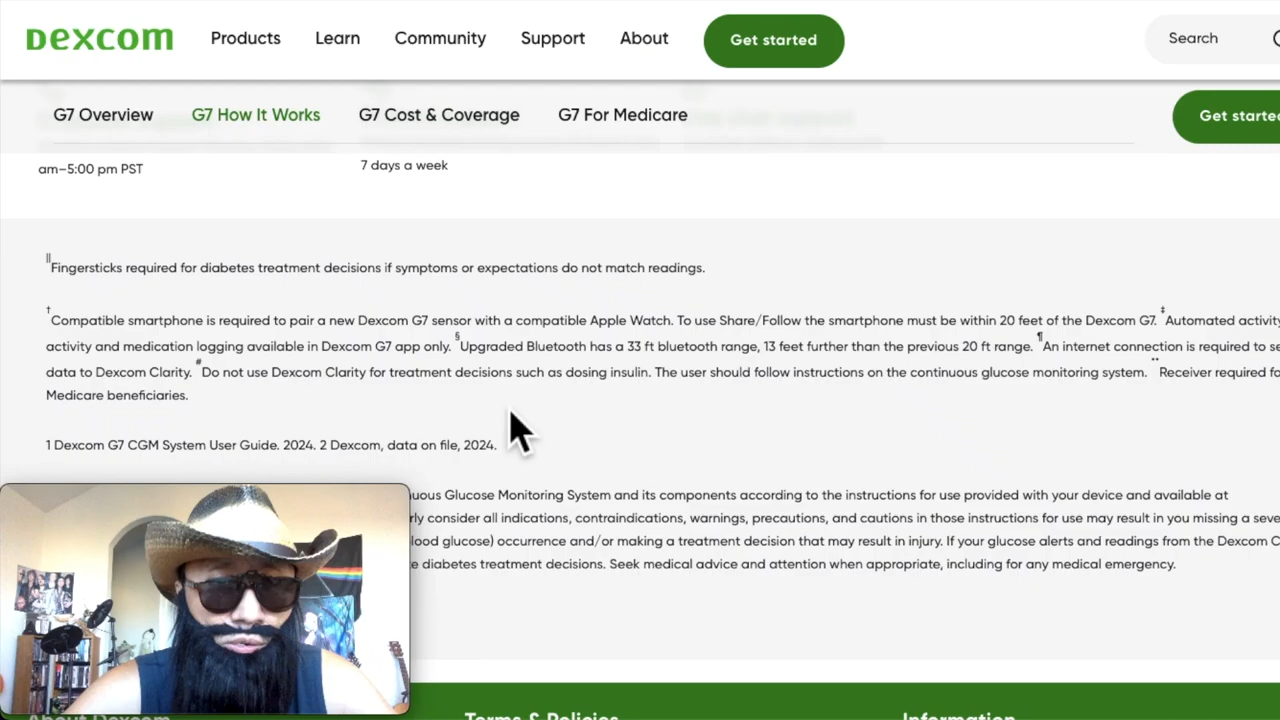 Dexcom
Products Learn Community Support About Get started Search
G7 Overview G7 How It Works G7 Cost & Coverage G7 For Medicare Get starte
am–5:00 pm PST
7 days a week
||Fingersticks required for diabetes treatment decisions if symptoms or expectations do not match readings.
†Compatible smartphone is required to pair a new Dexcom G7 sensor with a compatible Apple Watch. To use Share/Follow the smartphone must be within 20 feet of the Dexcom G7. ‡Automated activity
activity and medication logging available in Dexcom G7 app only. §Upgraded Bluetooth has a 33 ft bluetooth range, 13 feet further than the previous 20 ft range. ¶An internet connection is required to se
data to Dexcom Clarity. #Do not use Dexcom Clarity for treatment decisions such as dosing insulin. The user should follow instructions on the continuous glucose monitoring system. **Receiver required fo
Medicare beneficiaries.
1 Dexcom G7 CGM System User Guide. 2024. 2 Dexcom, data on file, 2024.
uous Glucose Monitoring System and its components according to the instructions for use provided with your device and available at
rly consider all indications, contraindications, warnings, precautions, and cautions in those instructions for use may result in you missing a seve
lood glucose) occurrence and/or making a treatment decision that may result in injury. If your glucose alerts and readings from the Dexcom C
e diabetes treatment decisions. Seek medical advice and attention when appropriate, including for any medical emergency.
About Dexcom Terms & Policies Information